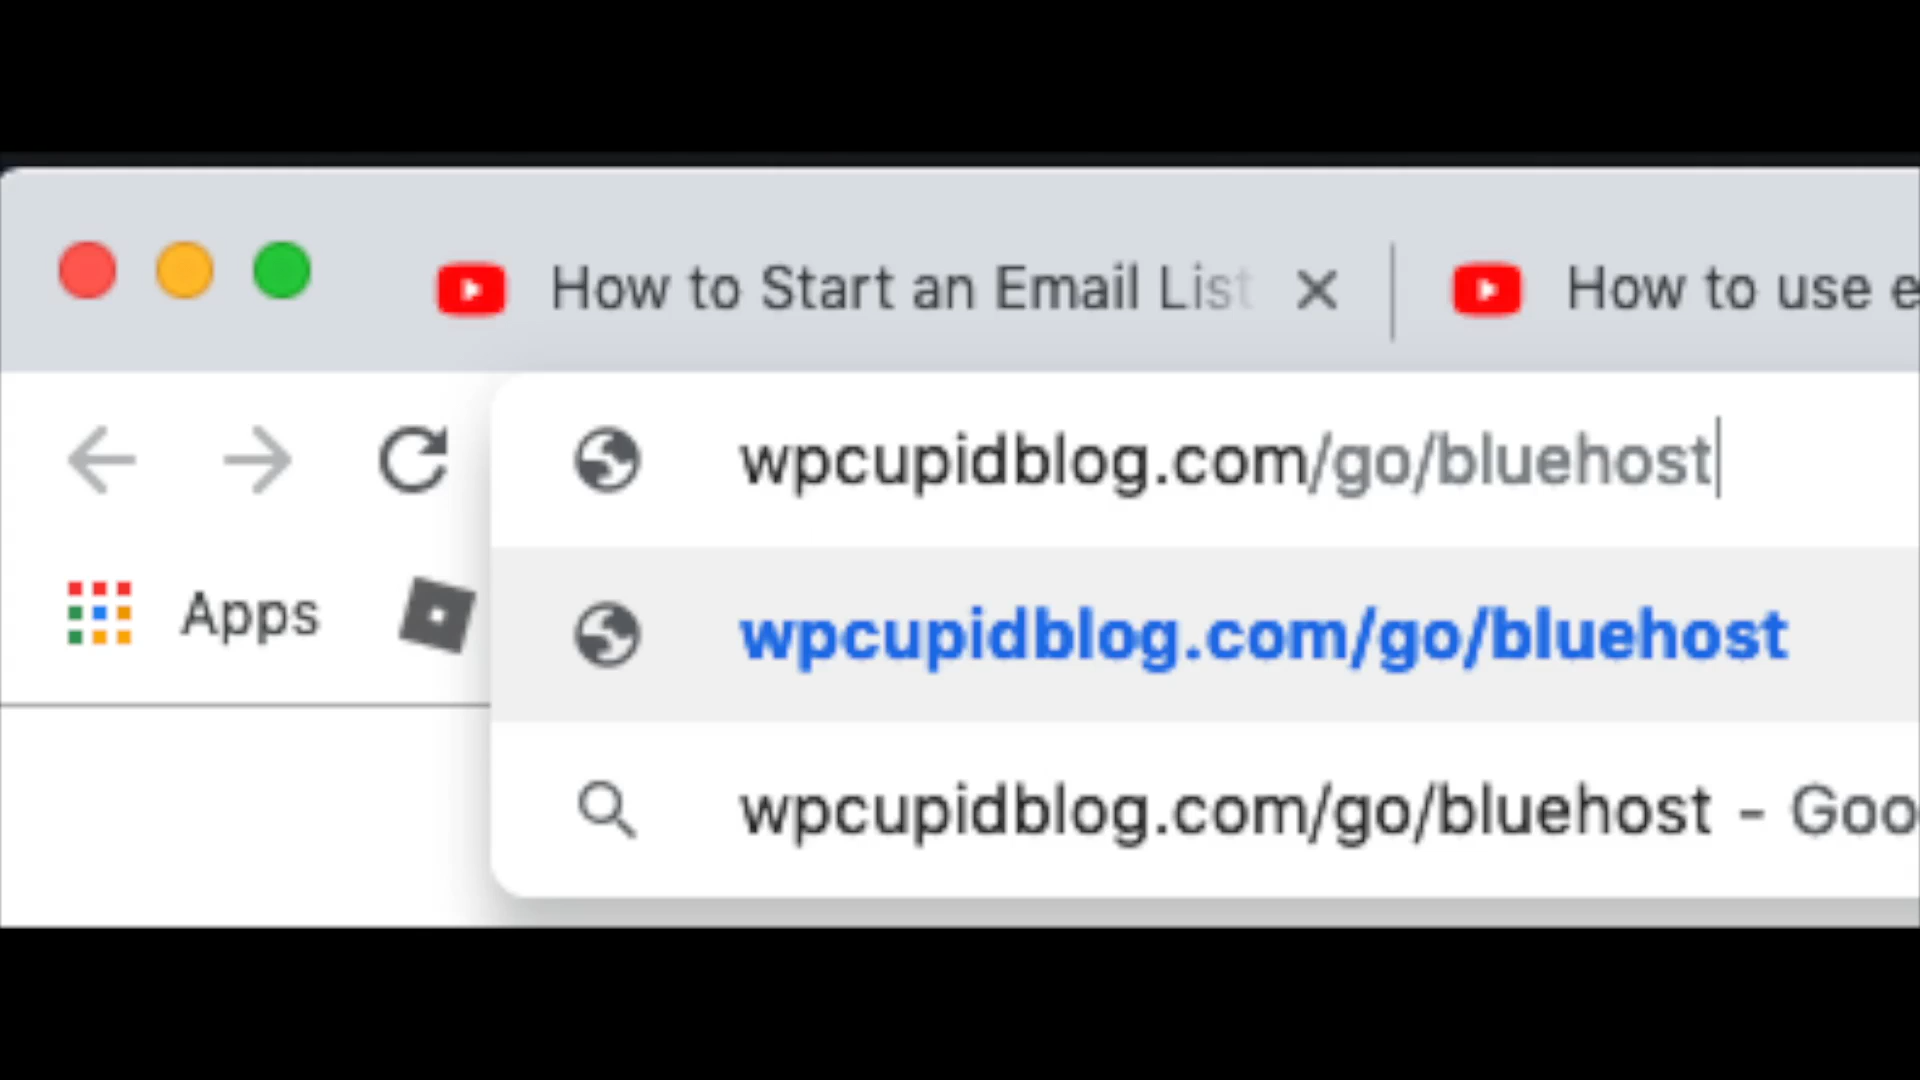 How to Start an Email List
How to use e
wpcupidblog.com/go/bluehost
Apps
wpcupidblog.com/go/bluehost
wpcupidblog.com/go/bluehost - Goo